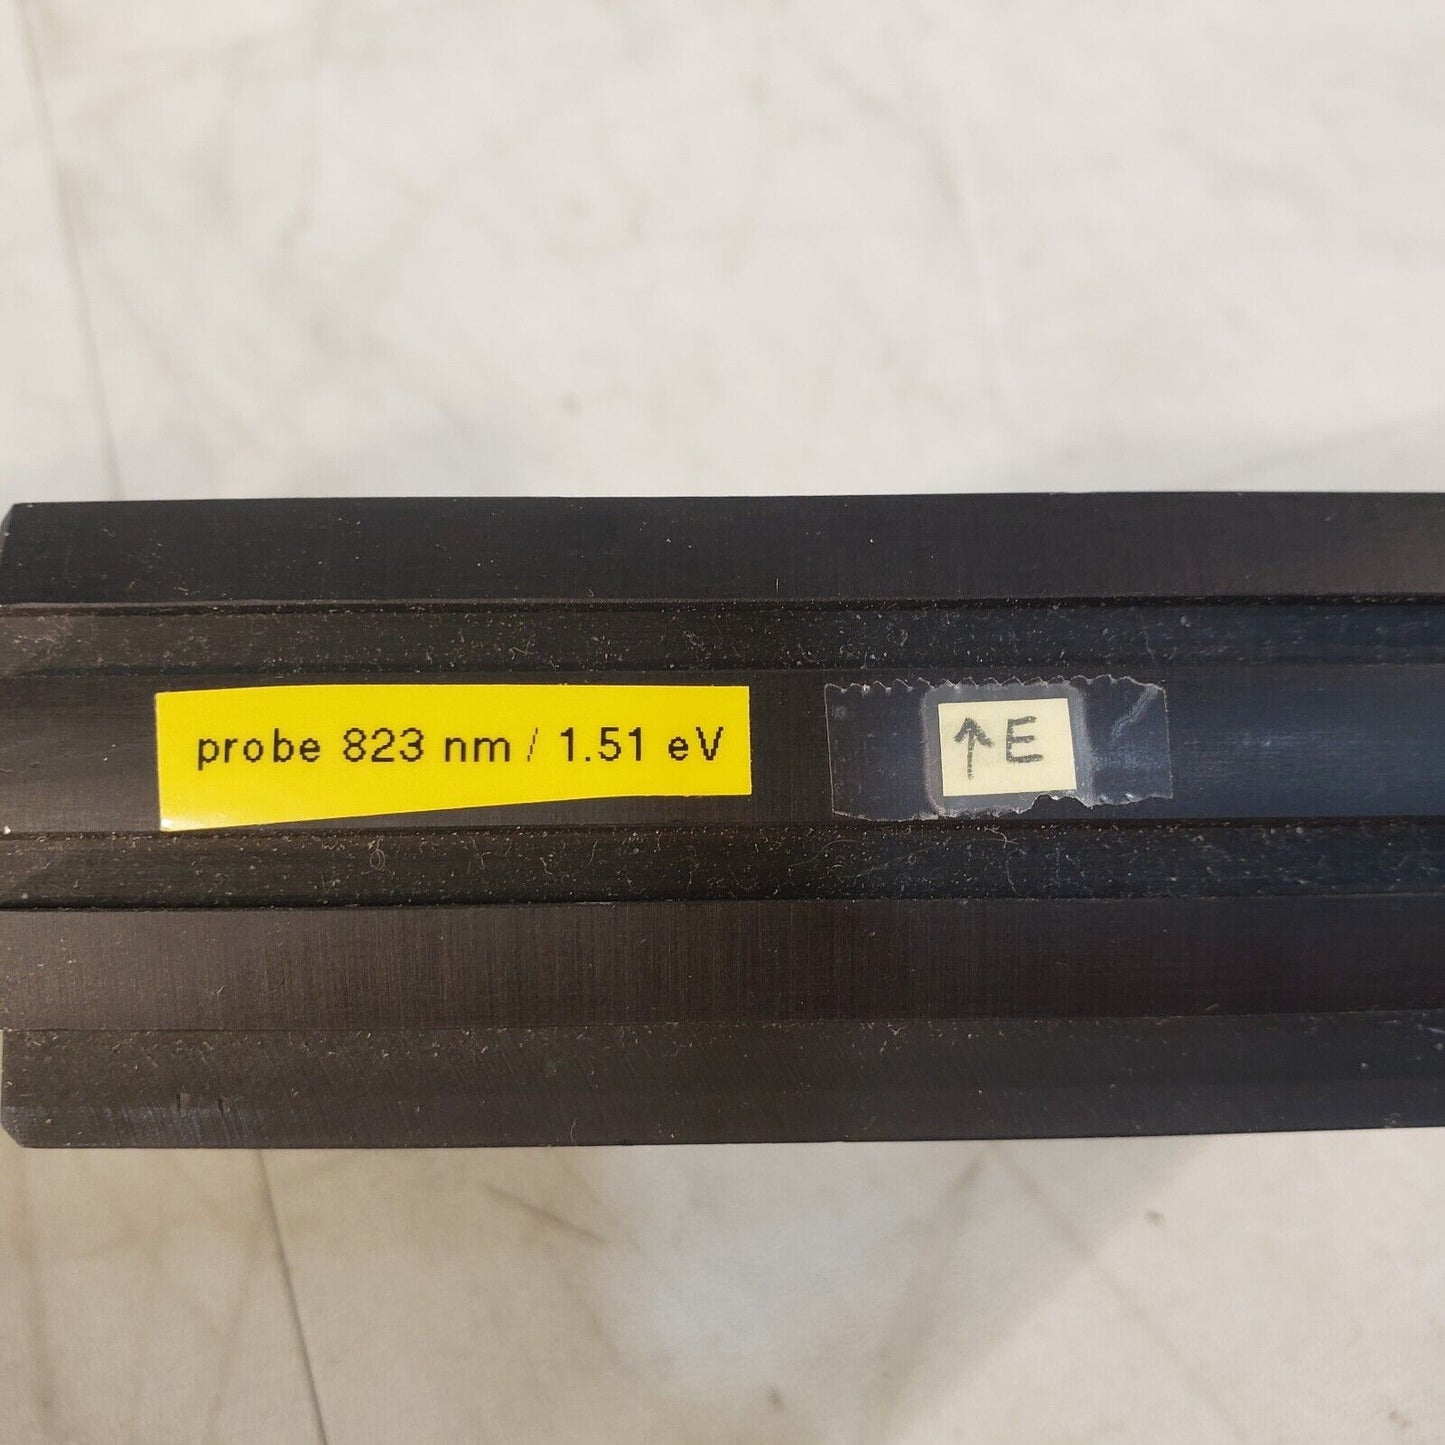 probe 823 nm / 1.51 eV
↑E